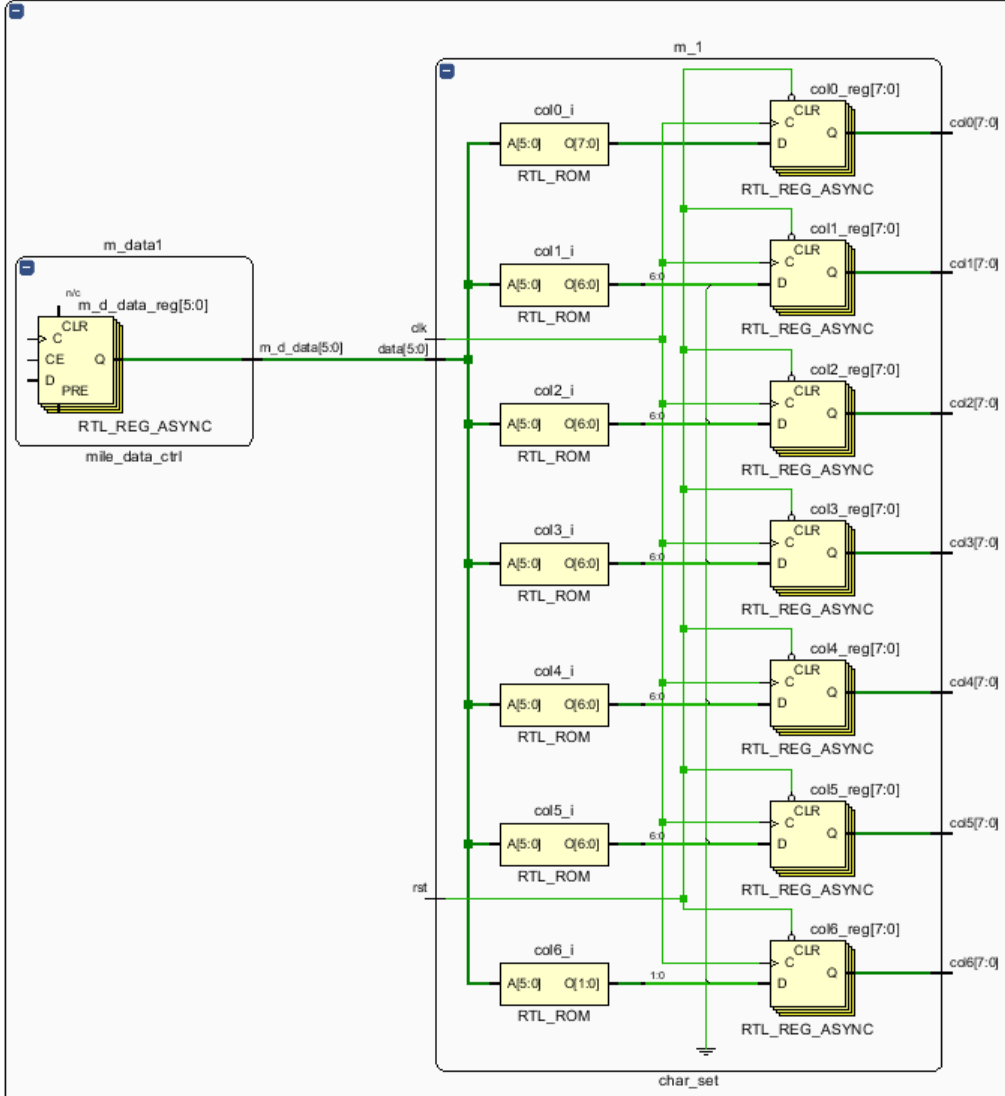 m_1
col0_i
A[5:0] O[7:0]
RTL_ROM
col0_reg[7:0]
CLR
C
D
Q
RTL_REG_ASYNC
col0[7:0]
col1_i
A[5:0] O[6:0]
RTL_ROM
6:0
col1_reg[7:0]
CLR
C
D
Q
RTL_REG_ASYNC
col1[7:0]
m_data1
n/c
m_d_data_reg[5:0]
CLR
C
CE Q
D
PRE
RTL_REG_ASYNC
mile_data_ctrl
m_d_data[5:0]
clk
data[5:0]
col2_i
A[5:0] O[6:0]
RTL_ROM
6:0
col2_reg[7:0]
CLR
C
D
Q
RTL_REG_ASYNC
col2[7:0]
col3_i
A[5:0] O[6:0]
RTL_ROM
6:0
col3_reg[7:0]
CLR
C
D
Q
RTL_REG_ASYNC
col3[7:0]
col4_i
A[5:0] O[6:0]
RTL_ROM
6:0
col4_reg[7:0]
CLR
C
D
Q
RTL_REG_ASYNC
col4[7:0]
col5_i
A[5:0] O[6:0]
RTL_ROM
6:0
col5_reg[7:0]
CLR
C
D
Q
RTL_REG_ASYNC
col5[7:0]
rst
col6_i
A[5:0] O[1:0]
RTL_ROM
1:0
col6_reg[7:0]
CLR
C
D
Q
RTL_REG_ASYNC
col6[7:0]
char_set